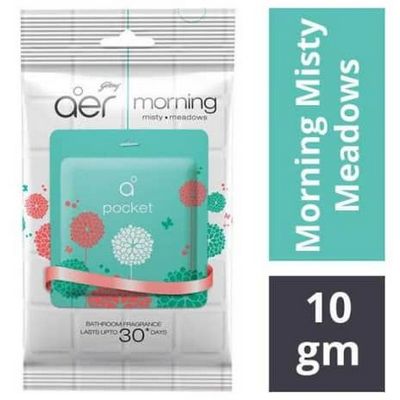 Godrej
aer
morning
misty • meadows
a
pocket
BATHROOM FRAGRANCE
LASTS UPTO 30+ DAYS
Morning Misty
Meadows
10
gm